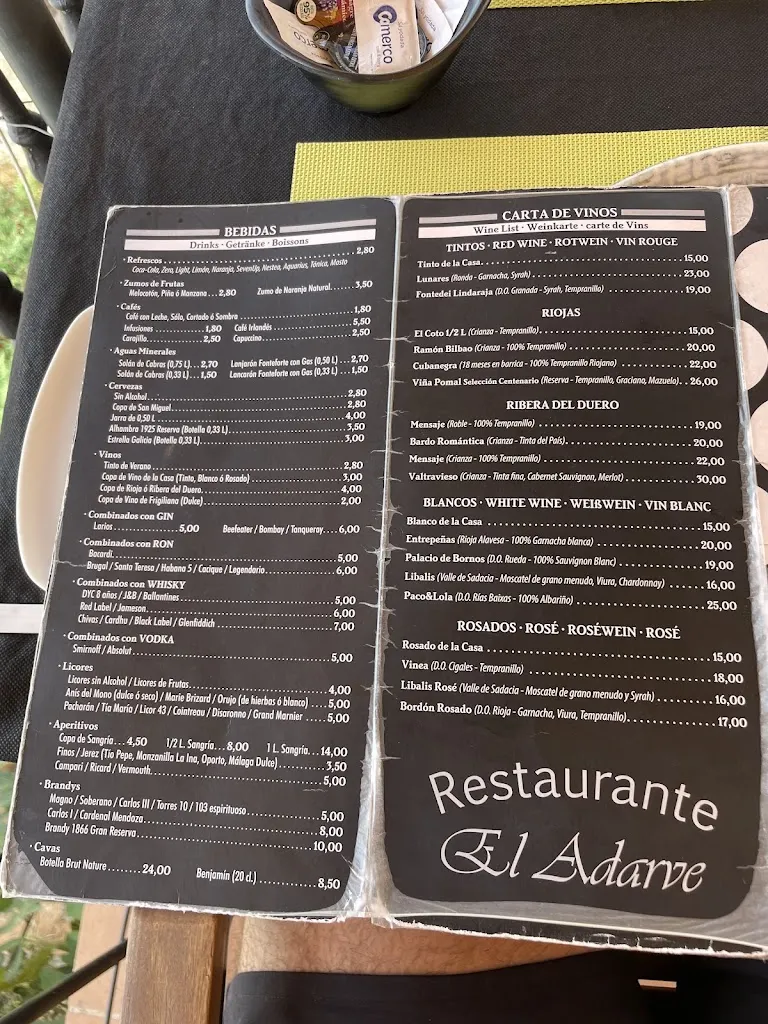 Comerco
BEBIDAS
Drinks · Getränke · Boissons
· Refrescos 2,80
Coca-Cola, Zero, Light, Limón, Naranja, SevenUp, Nestea, Aquarius, Tónica, Mosto
· Zumos de Frutas
Melocotón, Piña ó Manzana 2,80 Zumo de Naranja Natural 3,50
· Cafés
Café con Leche, Sólo, Cortado ó Sombra 1,80
Infusiones 1,80 Café Irlandés 5,50
Carajillo 2,50 Capuccino 2,50
· Aguas Minerales
Solán de Cabras (0,75 L) 2,70 Lanjarón Fonteforte con Gas (0,50 L) 2,70
Solán de Cabras (0,33 L) 1,50 Lancarón Fonteforte con Gas (0,33 L) 1,50
· Cervezas
Sin Alcohol 2,80
Copa de San Miguel 2,80
Jarra de 0,50 L 4,00
Alhambra 1925 Reserva (Botella 0,33 L) 3,50
Estrella Galicia (Botella 0,33 L) 3,00
· Vinos
Tinto de Verano 2,80
Copa de Vino de la Casa (Tinto, Blanco ó Rosado) 3,00
Copa de Rioja ó Ribera del Duero 4,00
Copa de Vino de Frigiliana (Dulce) 2,00
· Combinados con GIN
Larios 5,00 Beefeater / Bombay / Tanqueray 6,00
· Combinados con RON
Bacardi 5,00
Brugal / Santa Teresa / Habana 5 / Cacique / Legendario 6,00
· Combinados con WHISKY
DYC 8 años / J&B / Ballantines 5,00
Red Label / Jameson 6,00
Chivas / Cardhu / Black Label / Glenfiddich 7,00
· Combinados con VODKA
Smirnoff / Absolut 5,00
· Licores
Licores sin Alcohol / Licores de Frutas 4,00
Anís del Mono (dulce ó seco) / Marie Brizard / Orujo (de hierbas ó blanco) 5,00
Pacharán / Tía María / Licor 43 / Cointreau / Disaronno / Grand Marnier 5,00
· Aperitivos
Copa de Sangría 4,50 1/2 L. Sangría 8,00 1 L. Sangría 14,00
Finos / Jerez (Tío Pepe, Manzanilla La Ina, Oporto, Málaga Dulce) 3,50
Campari / Ricard / Vermouth 5,00
· Brandys
Magno / Soberano / Carlos III / Torres 10 / 103 espirituoso 5,00
Carlos I / Cardenal Mendoza 8,00
Brandy 1866 Gran Reserva 10,00
· Cavas
Botella Brut Nature 24,00 Benjamín (20 cl.) 8,50
CARTA DE VINOS
Wine List · Weinkarte · carte de Vins
TINTOS · RED WINE · ROTWEIN · VIN ROUGE
Tinto de la Casa 15,00
Lunares (Ronda - Garnacha, Syrah) 23,00
Fontedei Lindaraja (D.O. Granada - Syrah, Tempranillo) 19,00
RIOJAS
El Coto 1/2 L (Crianza - Tempranillo) 15,00
Ramón Bilbao (Crianza - 100% Tempranillo) 20,00
Cubanegra (18 meses en barrica - 100% Tempranillo Riojano) 22,00
Viña Pomal Selección Centenario (Reserva - Tempranillo, Graciano, Mazuelo) 26,00
RIBERA DEL DUERO
Mensaje (Roble - 100% Tempranillo) 19,00
Bardo Romántica (Crianza - Tinta del País) 20,00
Mensaje (Crianza - 100% Tempranillo) 22,00
Valtravieso (Crianza - Tinta fina, Cabernet Sauvignon, Merlot) 30,00
BLANCOS · WHITE WINE · WEIßWEIN · VIN BLANC
Blanco de la Casa 15,00
Entrepeñas (Rioja Alavesa - 100% Garnacha blanca) 20,00
Palacio de Bornos (D.O. Rueda - 100% Sauvignon Blanc) 19,00
Libalis (Valle de Sadacia - Moscatel de grano menudo, Viura, Chardonnay) 16,00
Paco&Lola (D.O. Rías Baixas - 100% Albariño) 25,00
ROSADOS · ROSÉ · ROSÉWEIN · ROSÉ
Rosado de la Casa 15,00
Vinea (D.O. Cigales - Tempranillo) 18,00
Libalis Rosé (Valle de Sadacia - Moscatel de grano menudo y Syrah) 16,00
Bordón Rosado (D.O. Rioja - Garnacha, Viura, Tempranillo) 17,00
Restaurante
El Adarve